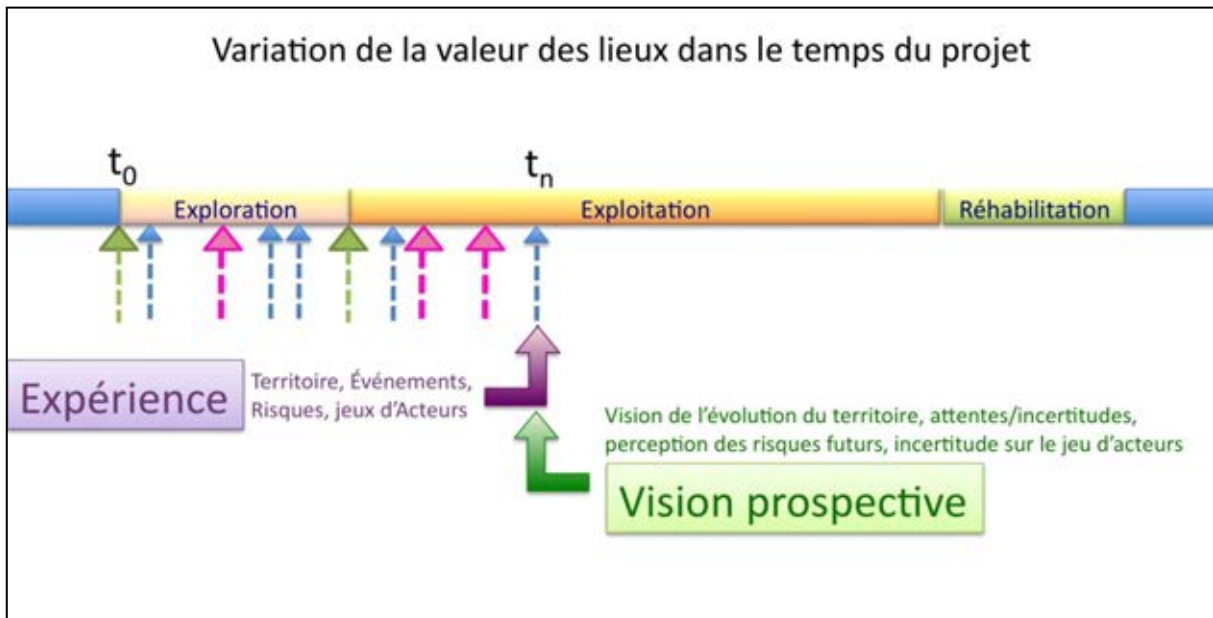 Variation de la valeur des lieux dans le temps du projet
t0
tn
Exploration
Exploitation
Réhabilitation
Expérience
Territoire, Événements,
Risques, jeux d'Acteurs
Vision de l'évolution du territoire, attentes/incertitudes,
perception des risques futurs, incertitude sur le jeu d'acteurs
Vision prospective